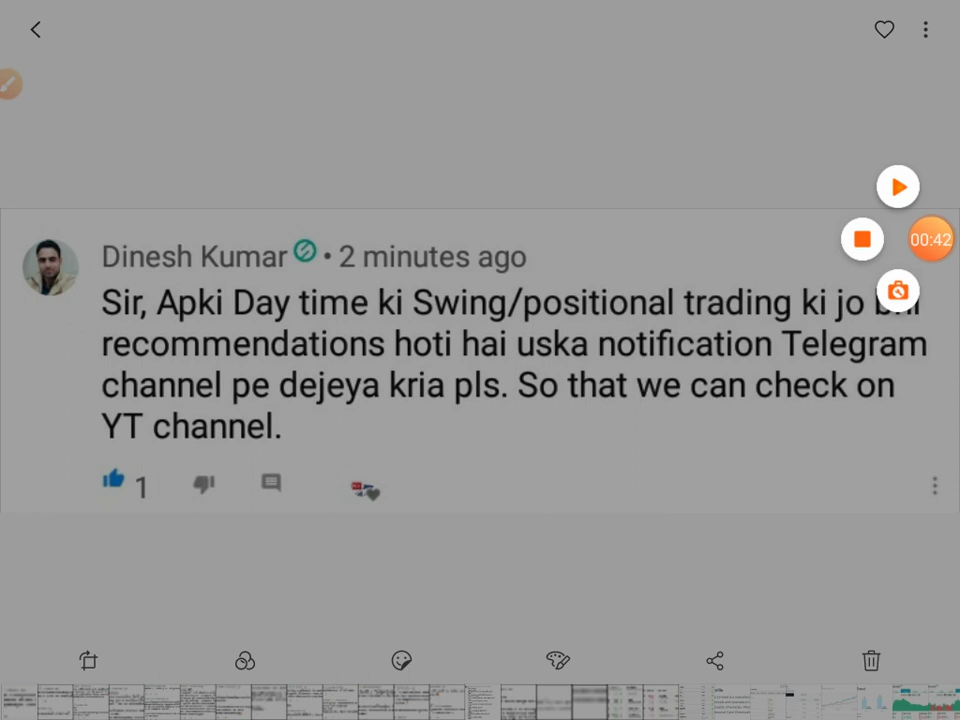 Dinesh Kumar • 2 minutes ago
00:42
Sir, Apki Day time ki Swing/positional trading ki jo
recommendations hoti hai uska notification Telegram
channel pe dejeya kria pls. So that we can check on
YT channel.
1